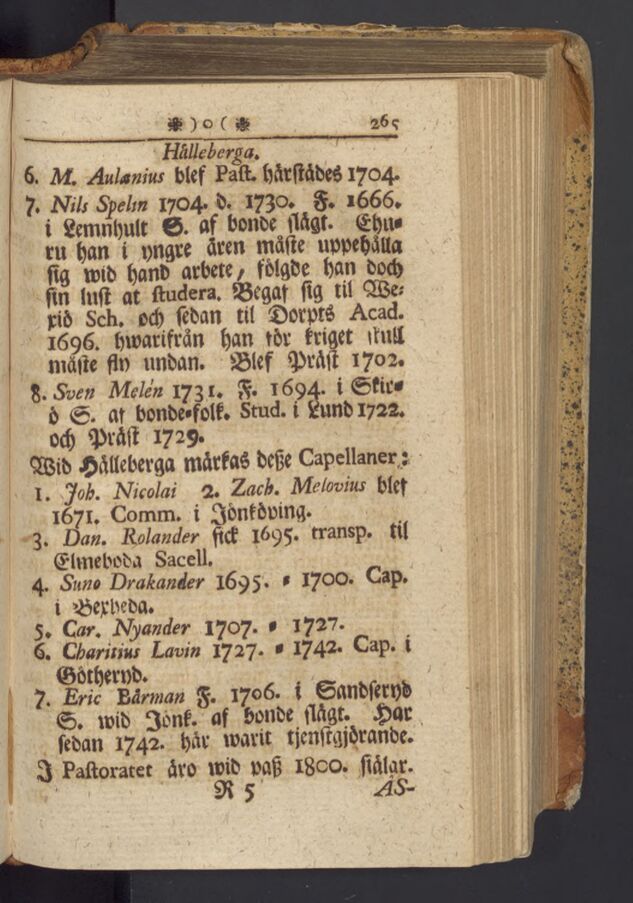 ❃ ) o ( ❃ 265
Hålleberga.
6. M. Aulænius blef Past. härstädes 1704.
7. Nils Spelin 1704. d. 1730. F. 1666.
i Lemnhult S. af bonde slägt. Ehu=
ru han i yngre åren måste uppehålla
sig wid hand arbete, fölgde han doch
sin lust at studera. Begaf sig til We=
xiö Sch. och sedan til Dorpts Acad.
1696. hwarifrån han för kriget skull
måste fly undan. Blef Präst 1702.
8. Sven Melén 1731. F. 1694. i Skir=
ö S. af bonde=folk. Stud. i Lund 1722.
och Präst 1729.
Wid Hålleberga märkas deße Capellaner:
1. Joh. Nicolai 2. Zach. Melovius blef
1671. Comm. i Jönköping.
3. Dan. Rolander fick 1695. transp. til
Elmeboda Sacell.
4. Suno Drakander 1695. = 1700. Cap.
i Bexheda.
5. Car. Nyander 1707. = 1727.
6. Charitius Lavin 1727. = 1742. Cap. i
Götheryd.
7. Eric Bårman F. 1706. i Sandseryd
S. wid Jönk. af bonde slägt. Har
sedan 1742. här warit tjenstgjörande.
J Pastoratet äro wid paß 1800. siälar.
R 5 AS-